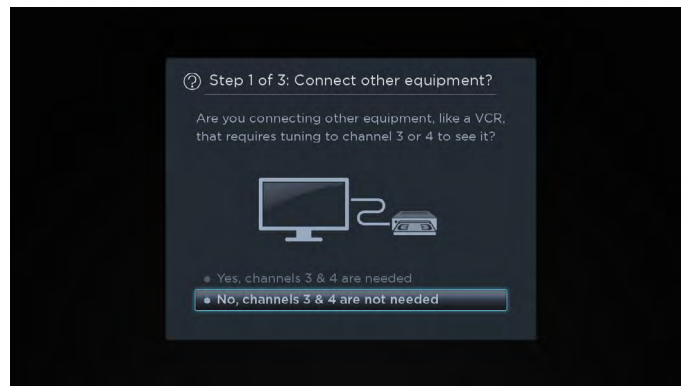 Step 1 of 3: Connect other equipment?
Are you connecting other equipment, like a VCR,
that requires tuning to channel 3 or 4 to see it?
Yes, channels 3 & 4 are needed
No, channels 3 & 4 are not needed